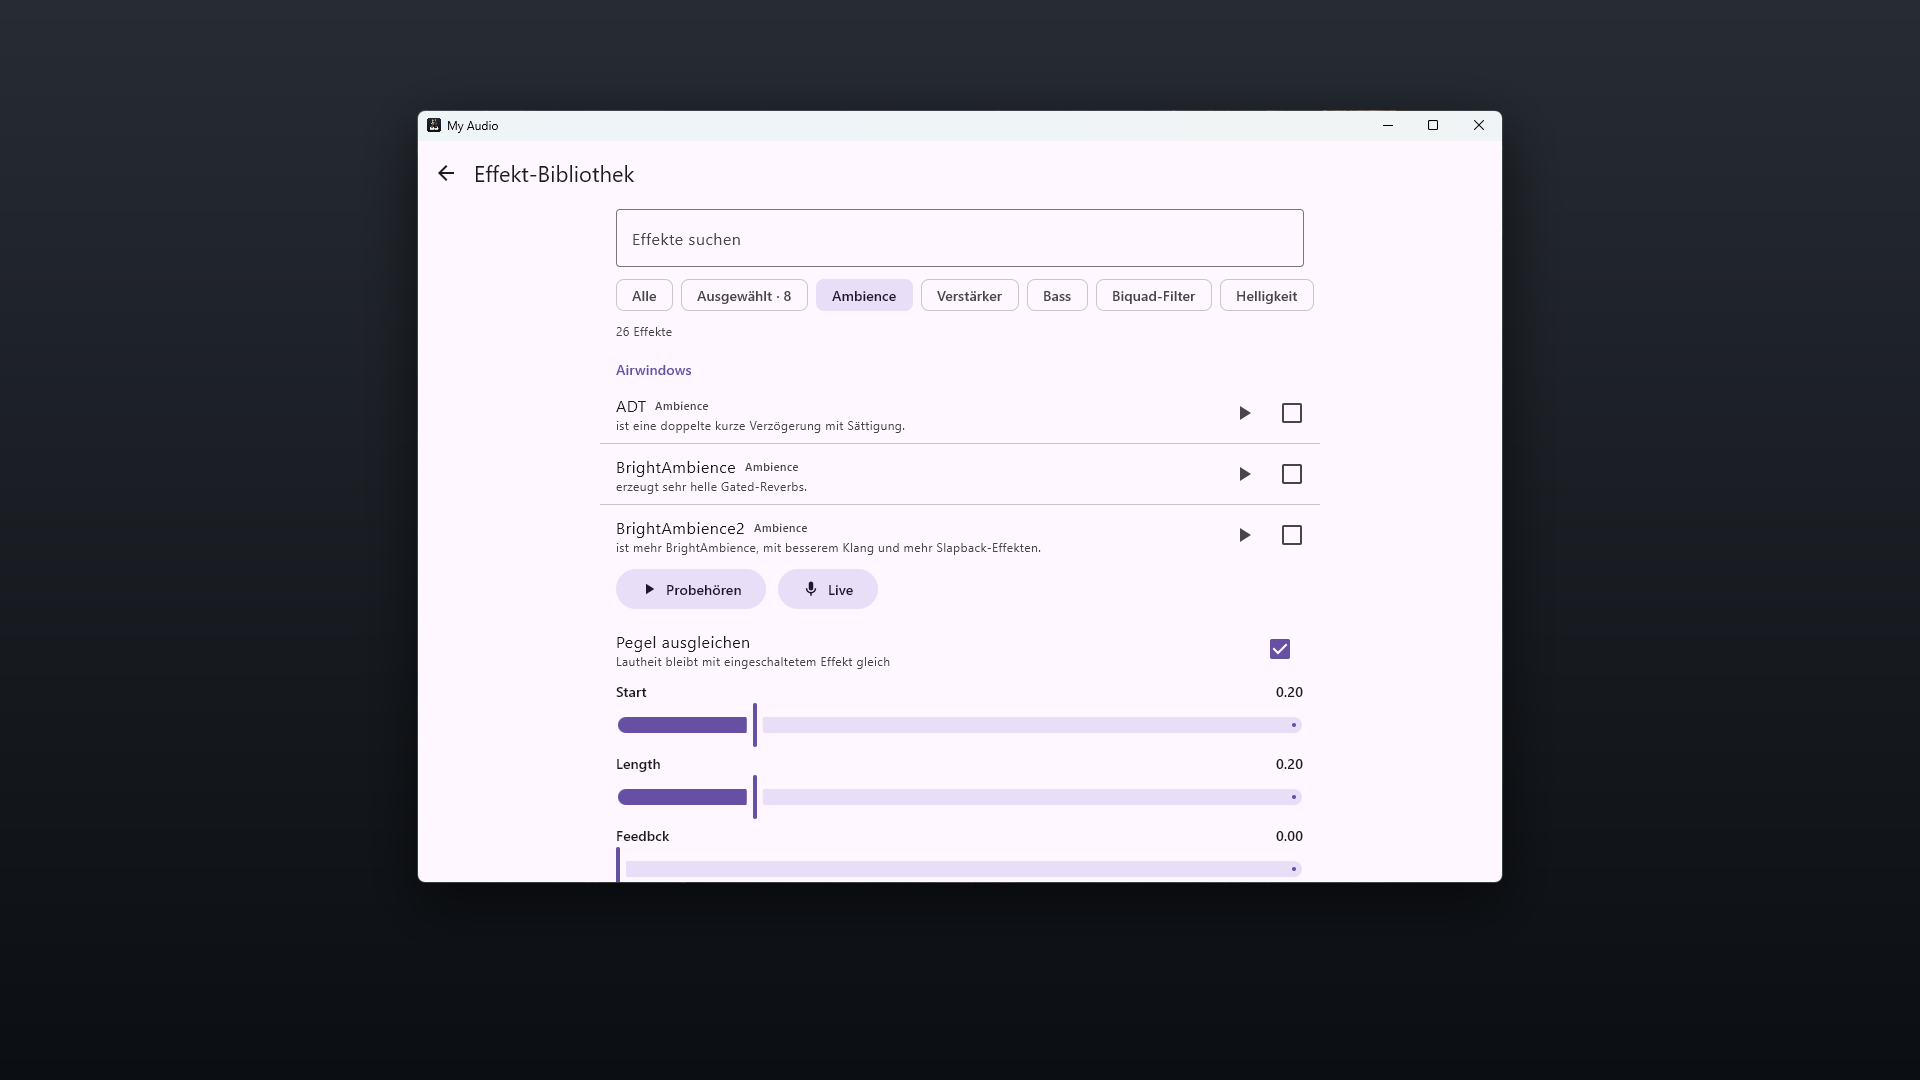 My Audio
Effekt-Bibliothek
Effekte suchen
Alle
Ausgewählt · 8
Ambience
Verstärker
Bass
Biquad-Filter
Helligkeit
26 Effekte
Airwindows
ADT Ambience
ist eine doppelte kurze Verzögerung mit Sättigung.
BrightAmbience Ambience
erzeugt sehr helle Gated-Reverbs.
BrightAmbience2 Ambience
ist mehr BrightAmbience, mit besserem Klang und mehr Slapback-Effekten.
Probehören
Live
Pegel ausgleichen
Lautheit bleibt mit eingeschaltetem Effekt gleich
Start 0.20
Length 0.20
Feedbck 0.00